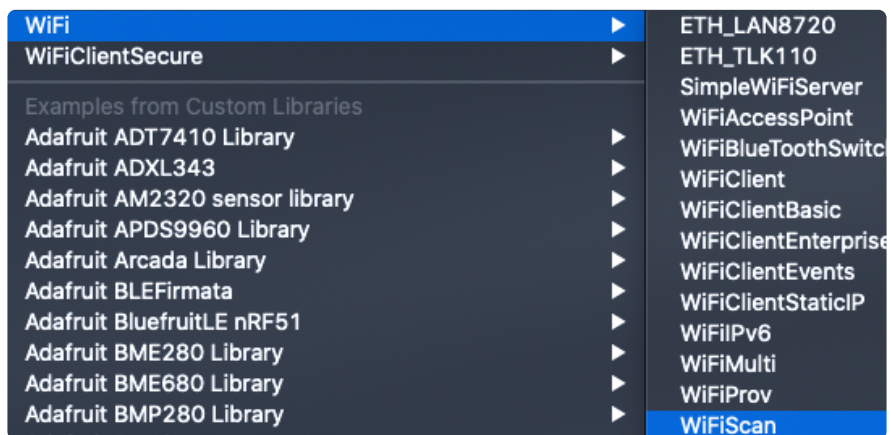 WiFi
WiFiClientSecure
Examples from Custom Libraries
Adafruit ADT7410 Library
Adafruit ADXL343
Adafruit AM2320 sensor library
Adafruit APDS9960 Library
Adafruit Arcada Library
Adafruit BLEFirmata
Adafruit BluefruitLE nRF51
Adafruit BME280 Library
Adafruit BME680 Library
Adafruit BMP280 Library
ETH_LAN8720
ETH_TLK110
SimpleWiFiServer
WiFiAccessPoint
WiFiBlueToothSwitc
WiFiClient
WiFiClientBasic
WiFiClientEnterprise
WiFiClientEvents
WiFiClientStaticIP
WiFiIPv6
WiFiMulti
WiFiProv
WiFiScan